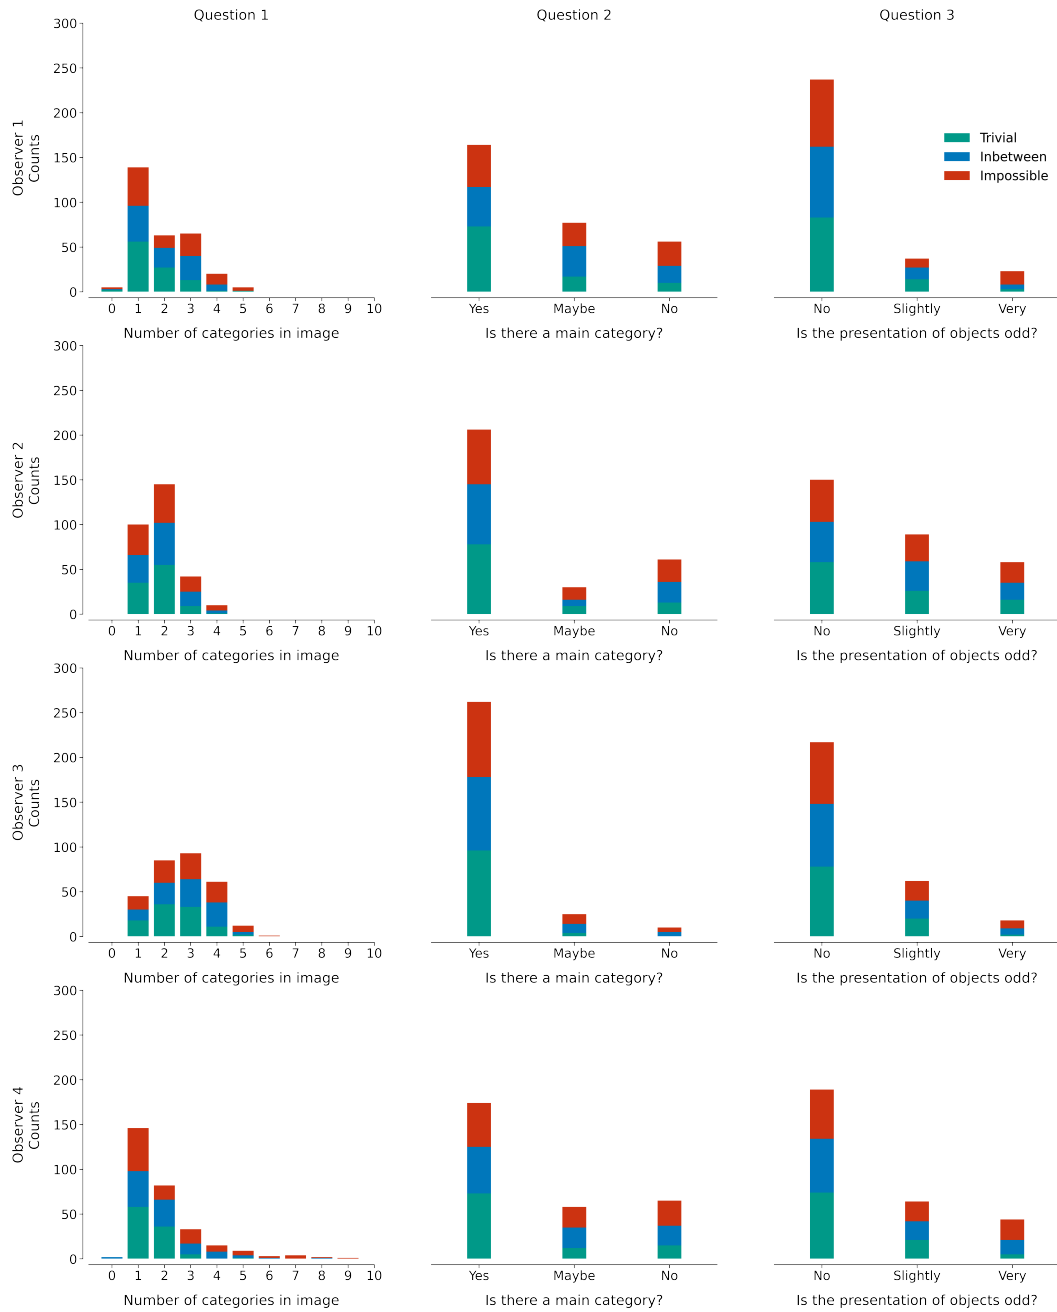 Question 1
Question 2
Question 3
Observer 1
Counts
300
250
200
150
100
50
0
0 1 2 3 4 5 6 7 8 9 10
Number of categories in image
Yes Maybe No
Is there a main category?
No Slightly Very
Is the presentation of objects odd?
Trivial
Inbetween
Impossible
Observer 2
Counts
300
250
200
150
100
50
0
0 1 2 3 4 5 6 7 8 9 10
Number of categories in image
Yes Maybe No
Is there a main category?
No Slightly Very
Is the presentation of objects odd?
Observer 3
Counts
300
250
200
150
100
50
0
0 1 2 3 4 5 6 7 8 9 10
Number of categories in image
Yes Maybe No
Is there a main category?
No Slightly Very
Is the presentation of objects odd?
Observer 4
Counts
300
250
200
150
100
50
0
0 1 2 3 4 5 6 7 8 9 10
Number of categories in image
Yes Maybe No
Is there a main category?
No Slightly Very
Is the presentation of objects odd?